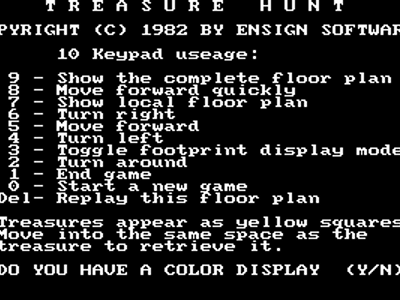 T R E A S U R E   H U N T
PYRIGHT (C) 1982 BY ENSIGN SOFTWAR
10 Keypad useage:
9 - Show the complete floor plan
8 - Move forward quickly
7 - Show local floor plan
6 - Turn right
5 - Move forward
4 - Turn left
3 - Toggle footprint display mode
2 - Turn around
1 - End game
0 - Start a new game
Del- Replay this floor plan
Treasures appear as yellow squares
Move into the same space as the
treasure to retrieve it.
DO YOU HAVE A COLOR DISPLAY  (Y/N)